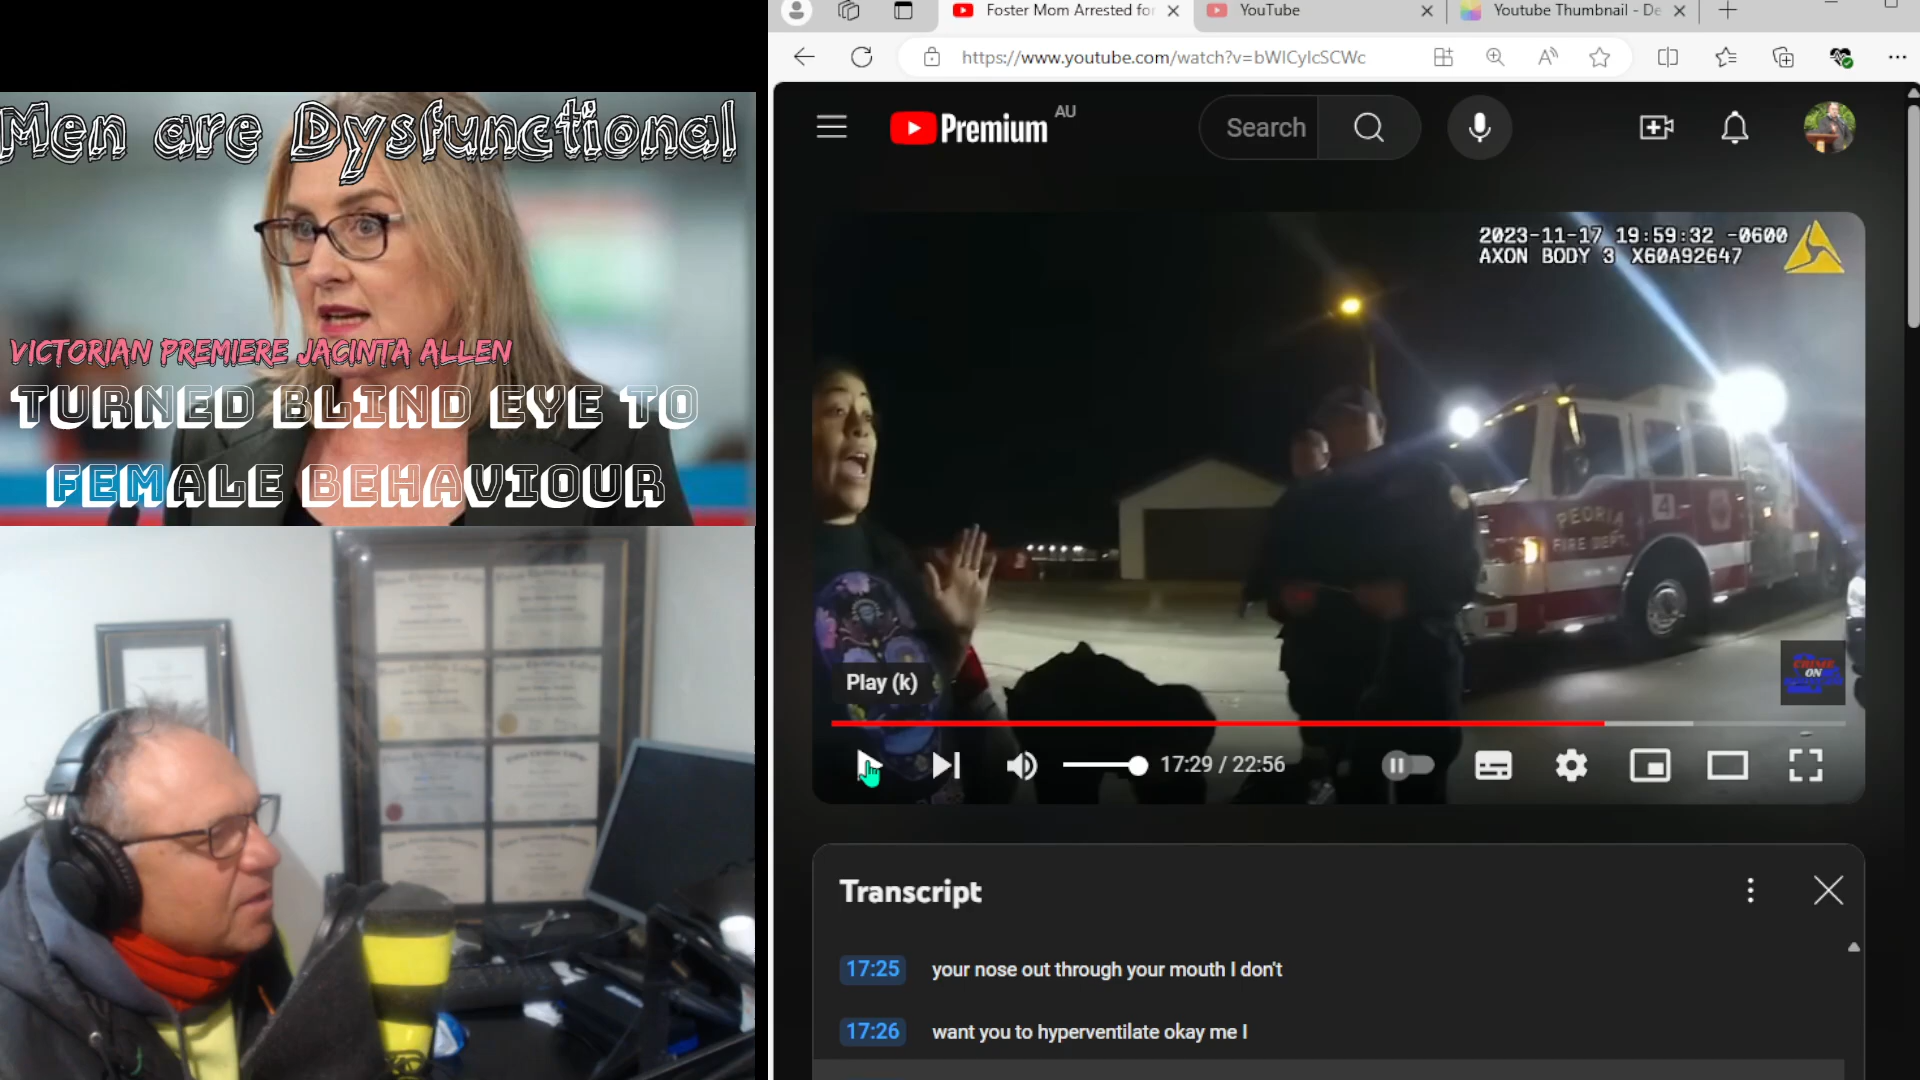 Foster Mom Arrested for
YouTube
Youtube Thumbnail - De
https://www.youtube.com/watch?v=bWlCylcSCWc
Men are Dysfunctional
VICTORIAN PREMIERE JACINTA ALLEN
TURNED BLIND EYE TO
FEMALE BEHAVIOUR
Premium
AU
Search
2023-11-17 19:59:32 -0600
AXON BODY 3 X60A92647
PEORIA
FIRE DEPT.
4
CRIME
ON
Play (k)
17:29 / 22:56
Transcript
17:25 your nose out through your mouth I don't
17:26 want you to hyperventilate okay me I